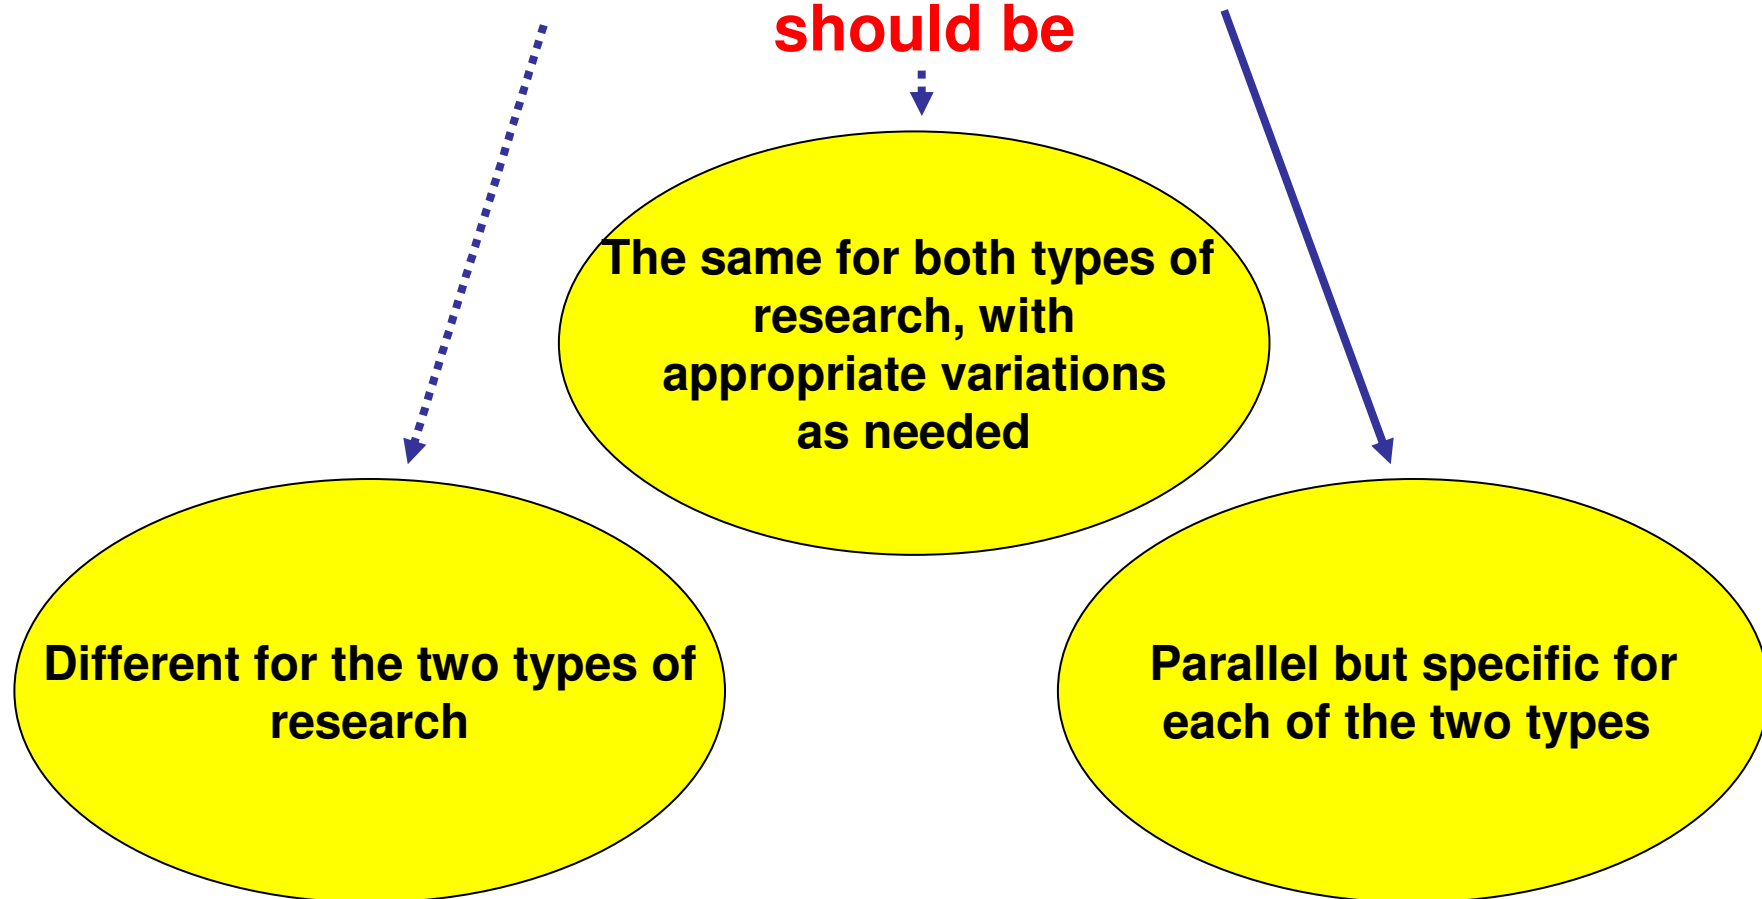 should be
The same for both types of
research, with
appropriate variations
as needed
Different for the two types of
research
Parallel but specific for
each of the two types